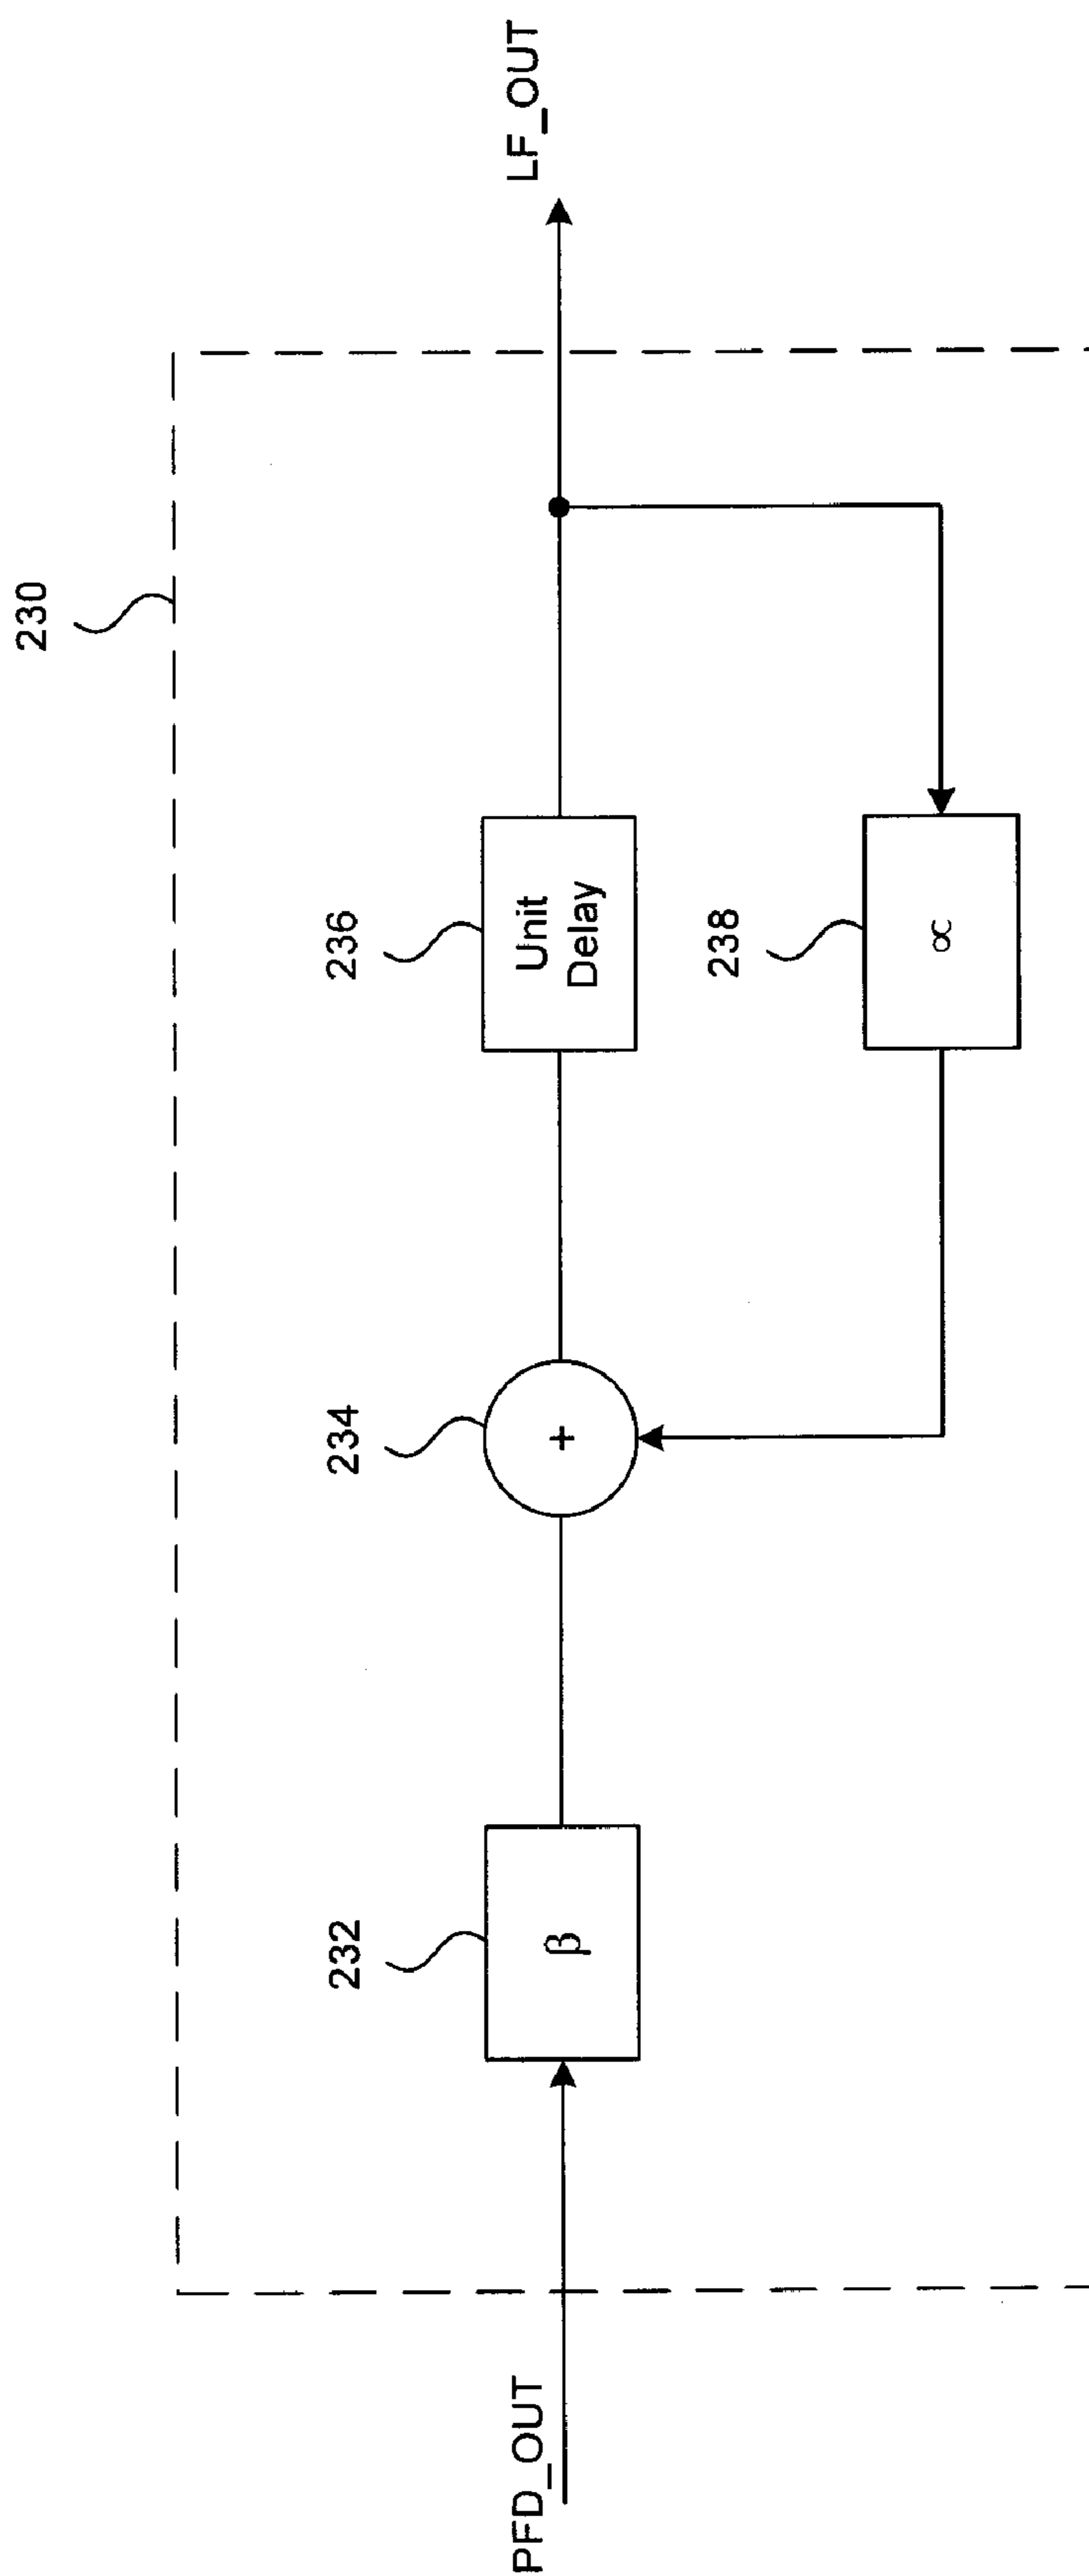 230
PFD_OUT
232
β
234
+
236
Unit
Delay
238
∝
LF_OUT